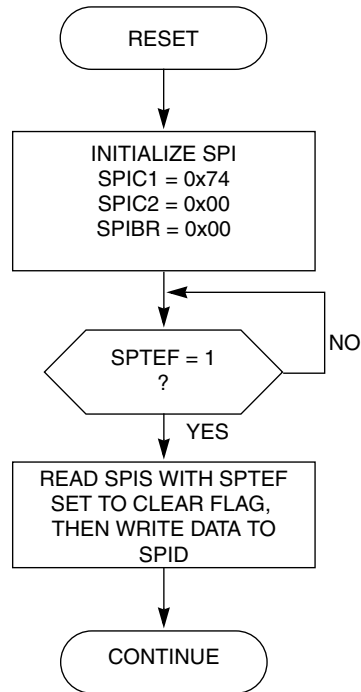 RESET
INITIALIZE SPI
SPIC1 = 0x74
SPIC2 = 0x00
SPIBR = 0x00
SPTEF = 1
?
NO
YES
READ SPIS WITH SPTEF
SET TO CLEAR FLAG,
THEN WRITE DATA TO
SPID
CONTINUE